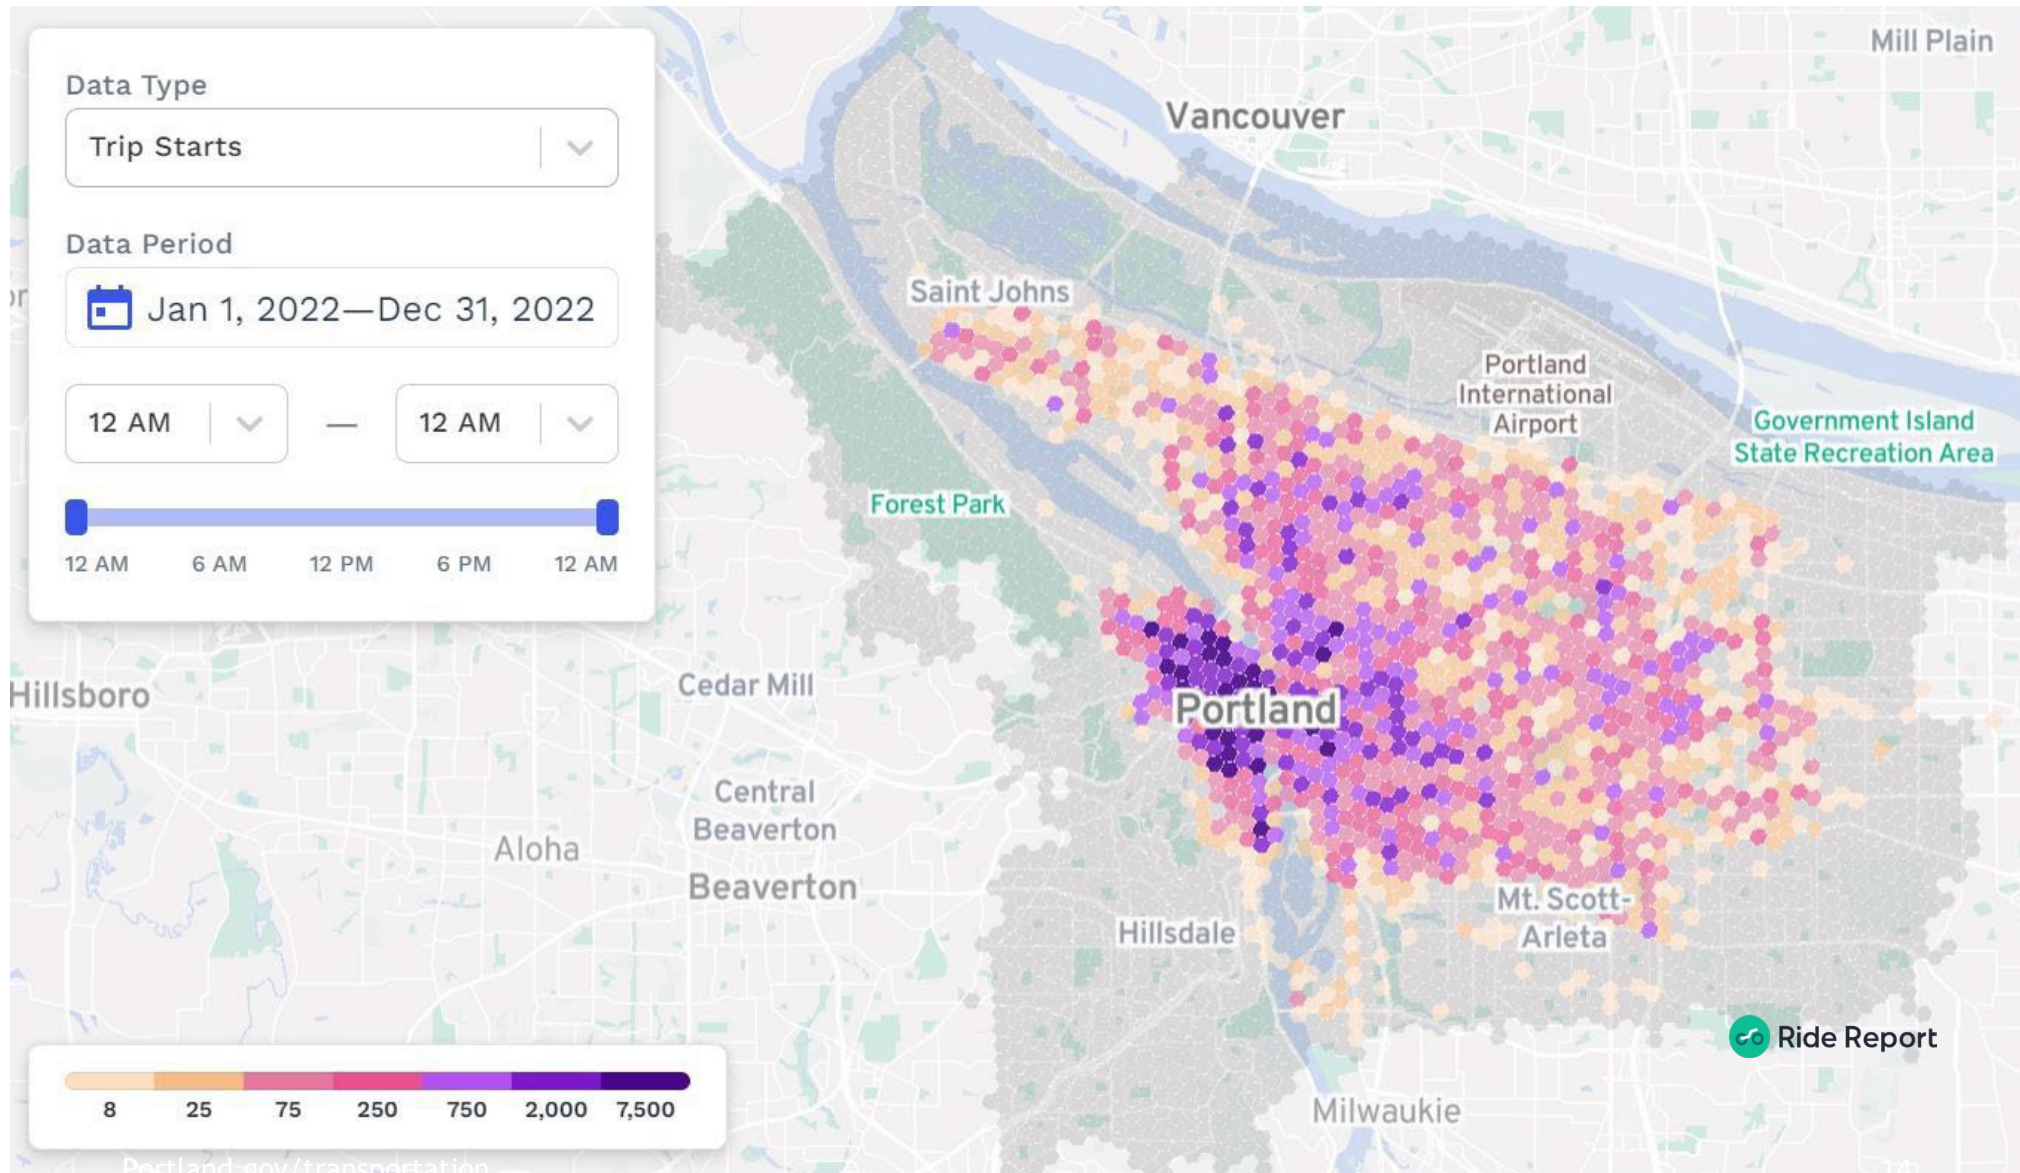 Data Type
Trip Starts
Data Period
Jan 1, 2022—Dec 31, 2022
12 AM — 12 AM
12 AM 6 AM 12 PM 6 PM 12 AM
Mill Plain
Vancouver
Saint Johns
Portland
International
Airport
Government Island
State Recreation Area
Forest Park
Hillsboro
Cedar Mill
Portland
Central
Beaverton
Aloha
Beaverton
Mt. Scott-
Arleta
Hillsdale
Ride Report
Milwaukie
8 25 75 250 750 2,000 7,500
Portland.gov/transportation